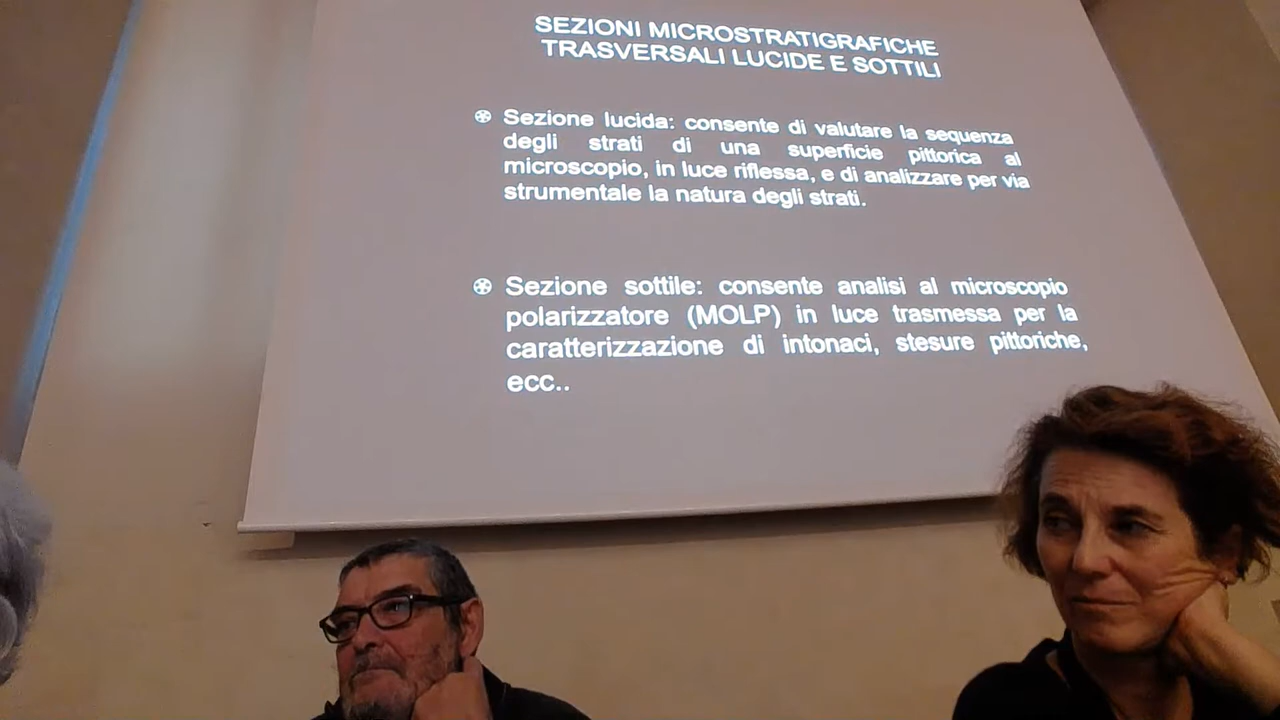 SEZIONI MICROSTRATIGRAFICHE
TRASVERSALI LUCIDE E SOTTILI
Sezione lucida: consente di valutare la sequenza
degli strati di una superficie pittorica al
microscopio, in luce riflessa, e di analizzare per via
strumentale la natura degli strati.
Sezione sottile: consente analisi al microscopio
polarizzatore (MOLP) in luce trasmessa per la
caratterizzazione di intonaci, stesure pittoriche,
ecc..